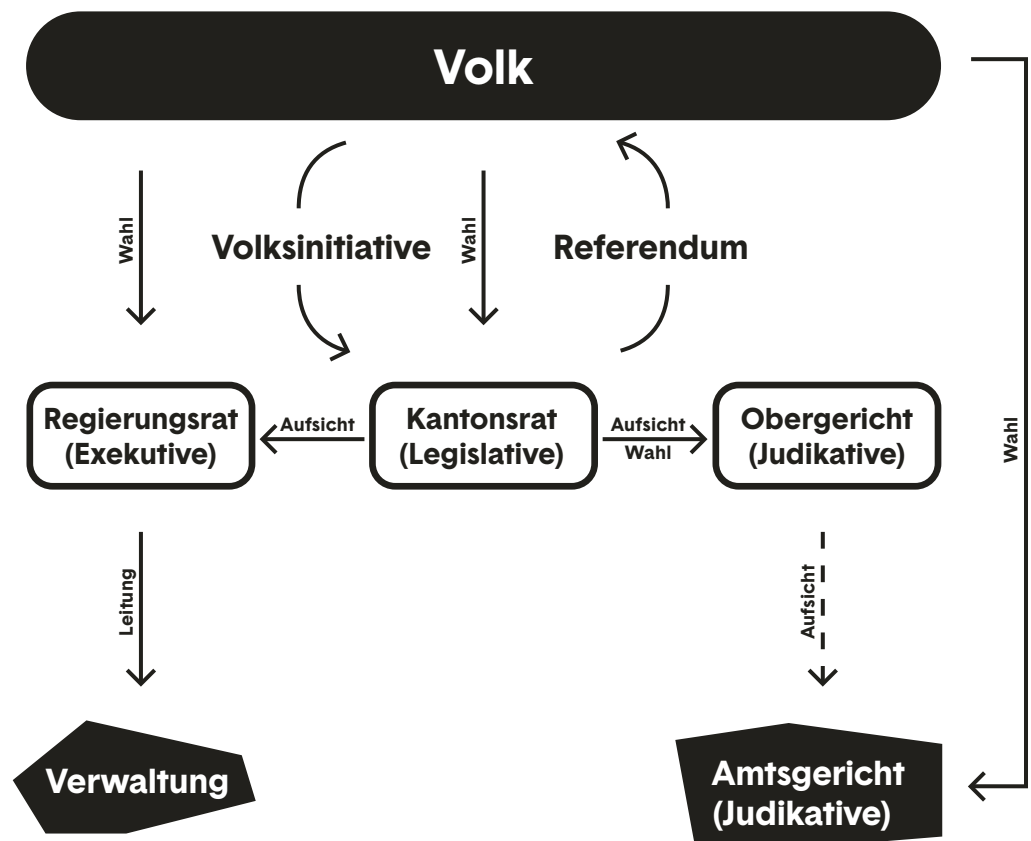 Volk
Wahl
Volksinitiative
Wahl
Referendum
Regierungsrat
(Exekutive)
Aufsicht
Kantonsrat
(Legislative)
Aufsicht
Wahl
Obergericht
(Judikative)
Wahl
Leitung
Aufsicht
Verwaltung
Amtsgericht
(Judikative)